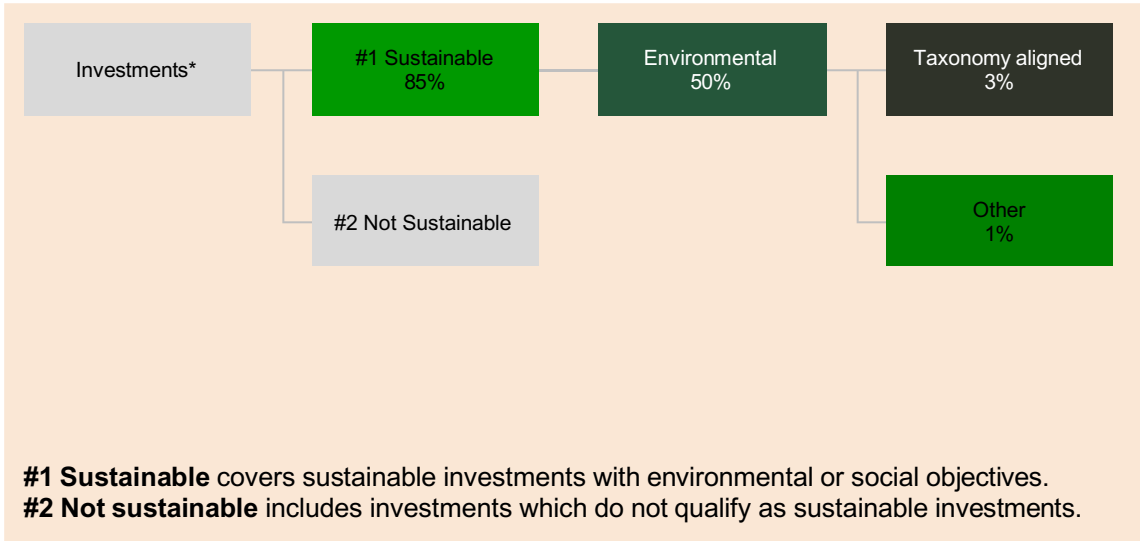 Investments*
#1 Sustainable
85%
Environmental
50%
Taxonomy aligned
3%
#2 Not Sustainable
Other
1%
#1 Sustainable covers sustainable investments with environmental or social objectives.
#2 Not sustainable includes investments which do not qualify as sustainable investments.